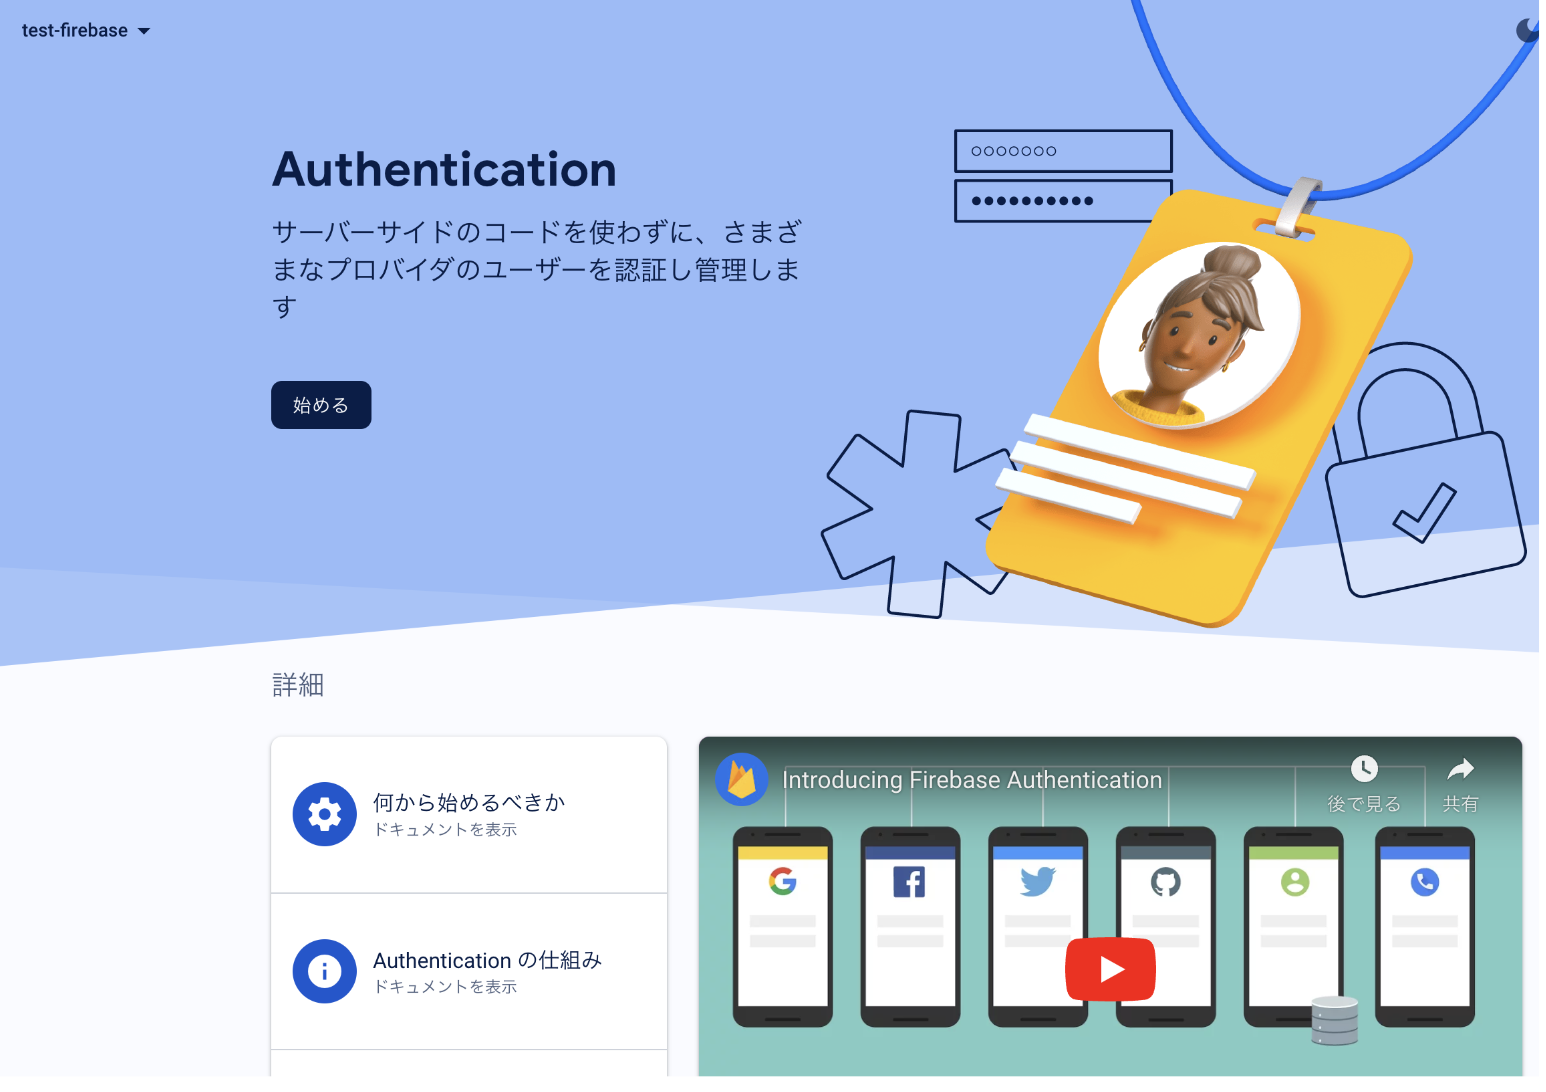 test-firebase
Authentication
サーバーサイドのコードを使わずに、さまざ
まなプロバイダのユーザーを認証し管理しま
す
始める
詳細
何から始めるべきか
ドキュメントを表示
Authentication の仕組み
ドキュメントを表示
Introducing Firebase Authentication
後で見る
共有